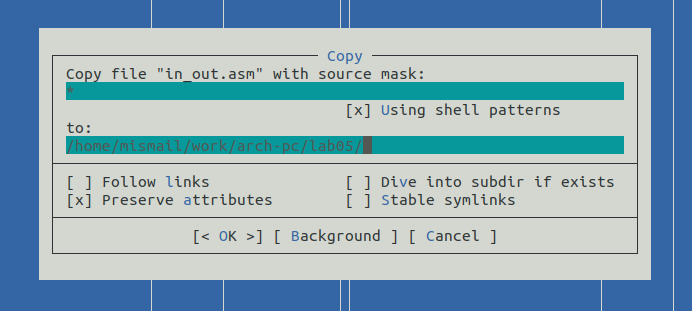 Copy
Copy file "in_out.asm" with source mask:
*
[x] Using shell patterns
to:
/home/mismail/work/arch-pc/lab05/
[ ] Follow links [ ] Dive into subdir if exists
[x] Preserve attributes [ ] Stable symlinks
[< OK >] [ Background ] [ Cancel ]